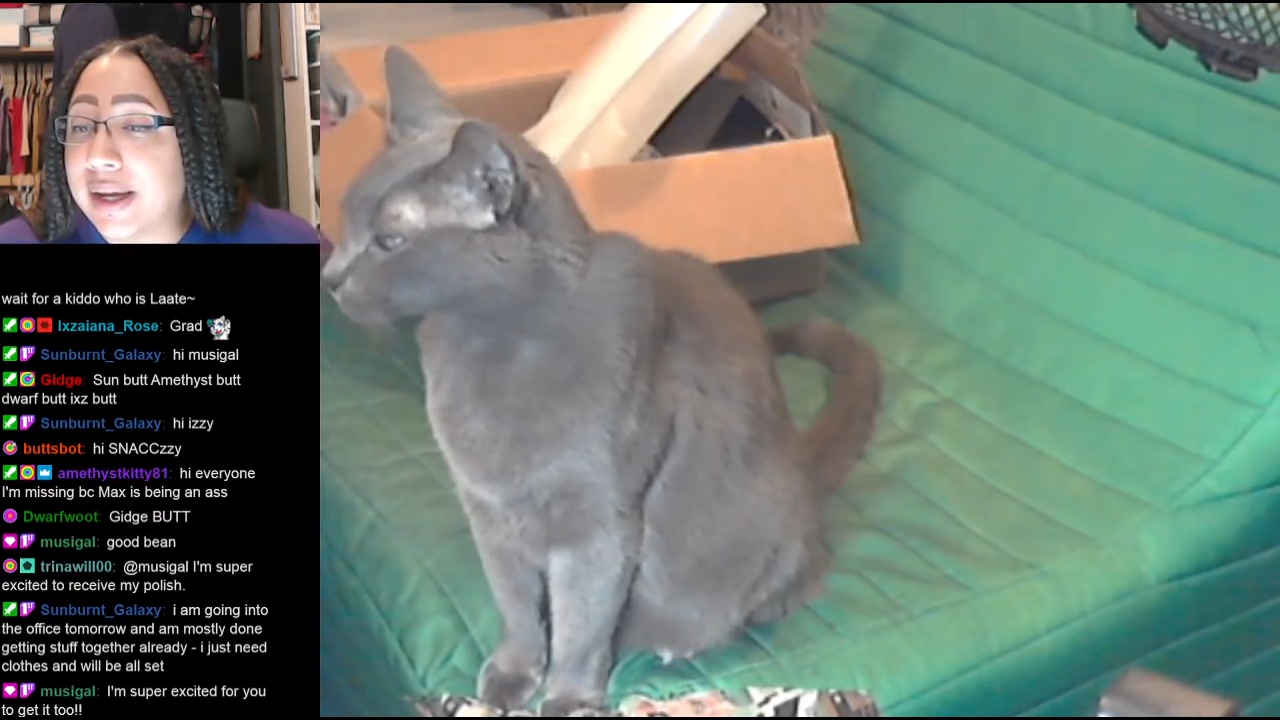 wait for a kiddo who is Laate~
Ixzaiana_Rose: Grad
Sunburnt_Galaxy: hi musigal
Gidge: Sun butt Amethyst butt
dwarf butt ixz butt
Sunburnt_Galaxy: hi izzy
buttsbot: hi SNACCzzy
amethystkitty81: hi everyone
I'm missing bc Max is being an ass
Dwarfwoot: Gidge BUTT
musigal: good bean
trinawill00: @musigal I'm super
excited to receive my polish.
Sunburnt_Galaxy: i am going into
the office tomorrow and am mostly done
getting stuff together already - i just need
clothes and will be all set
musigal: I'm super excited for you
to get it too!!